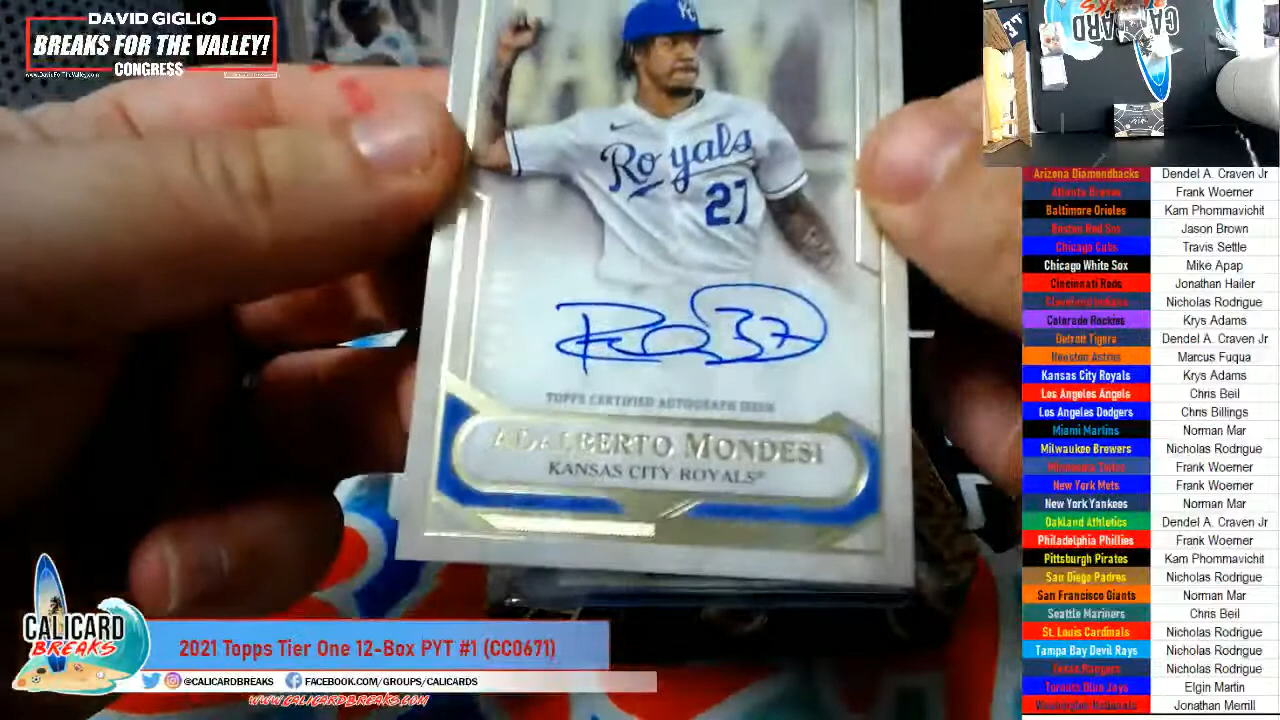 DAVID GIGLIO
BREAKS FOR THE VALLEY!
CONGRESS
KC
Royals
27
TOPPS CERTIFIED AUTOGRAPH ISSUE
ADALBERTO MONDESI
KANSAS CITY ROYALS®
CALICARD
BREAKS
2021 Topps Tier One 12-Box PYT #1 (CC0671)
@CALICARDBREAKS
WWW.CALICARDBREAKS.COM
CALICARD
Arizona Diamondbacks Dendel A. Craven Jr
Atlanta Braves Frank Woerner
Baltimore Orioles Kam Phommavichit
Boston Red Sox Jason Brown
Chicago Cubs Travis Settle
Chicago White Sox Mike Apap
Cincinnati Reds Jonathan Hailer
Cleveland Indians Nicholas Rodrigue
Colorado Rockies Krys Adams
Detroit Tigers Dendel A. Craven Jr
Houston Astros Marcus Fuqua
Kansas City Royals Krys Adams
Los Angeles Angels Chris Beil
Los Angeles Dodgers Chris Billings
Miami Marlins Norman Mar
Milwaukee Brewers Nicholas Rodrigue
Minnesota Twins Frank Woerner
New York Mets Frank Woerner
New York Yankees Norman Mar
Oakland Athletics Dendel A. Craven Jr
Philadelphia Phillies Frank Woerner
Pittsburgh Pirates Kam Phommavichit
San Diego Padres Nicholas Rodrigue
San Francisco Giants Norman Mar
Seattle Mariners Chris Beil
St. Louis Cardinals Nicholas Rodrigue
Tampa Bay Devil Rays Nicholas Rodrigue
Texas Rangers Nicholas Rodrigue
Toronto Blue Jays Elgin Martin
Washington Nationals Jonathan Merrill